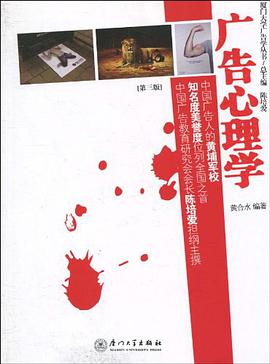 厦门大学广告学丛书/总主编 陈培爱
广告心理学
[第三版]
黄合水 编著
中国广告人的黄埔军校
知名度美誉度位列全国之首
中国广告教育研究会会长陈培爱担纲主撰
厦门大学出版社